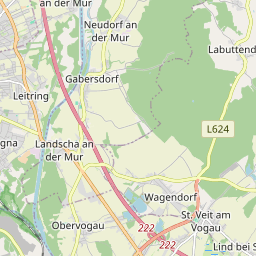 an der Mur
Neudorf an
der Mur
Labuttend
Gabersdorf
Leitring
L624
gna
Landscha an
der Mur
Wagendorf
St. Veit am
Vogau
Obervogau
222
222
Lind bei S